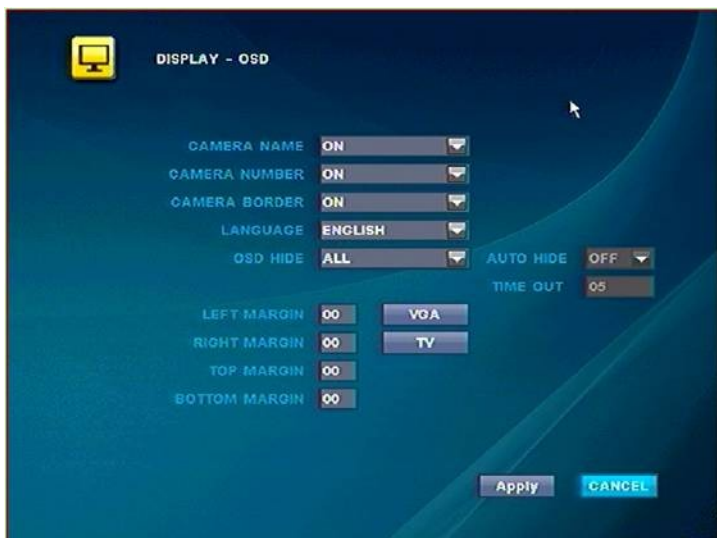 DISPLAY - OSD
CAMERA NAME ON
CAMERA NUMBER ON
CAMERA BORDER ON
LANGUAGE ENGLISH
OSD HIDE ALL AUTO HIDE OFF
TIME OUT 05
LEFT MARGIN 00 VGA
RIGHT MARGIN 00 TV
TOP MARGIN 00
BOTTOM MARGIN 00
Apply CANCEL